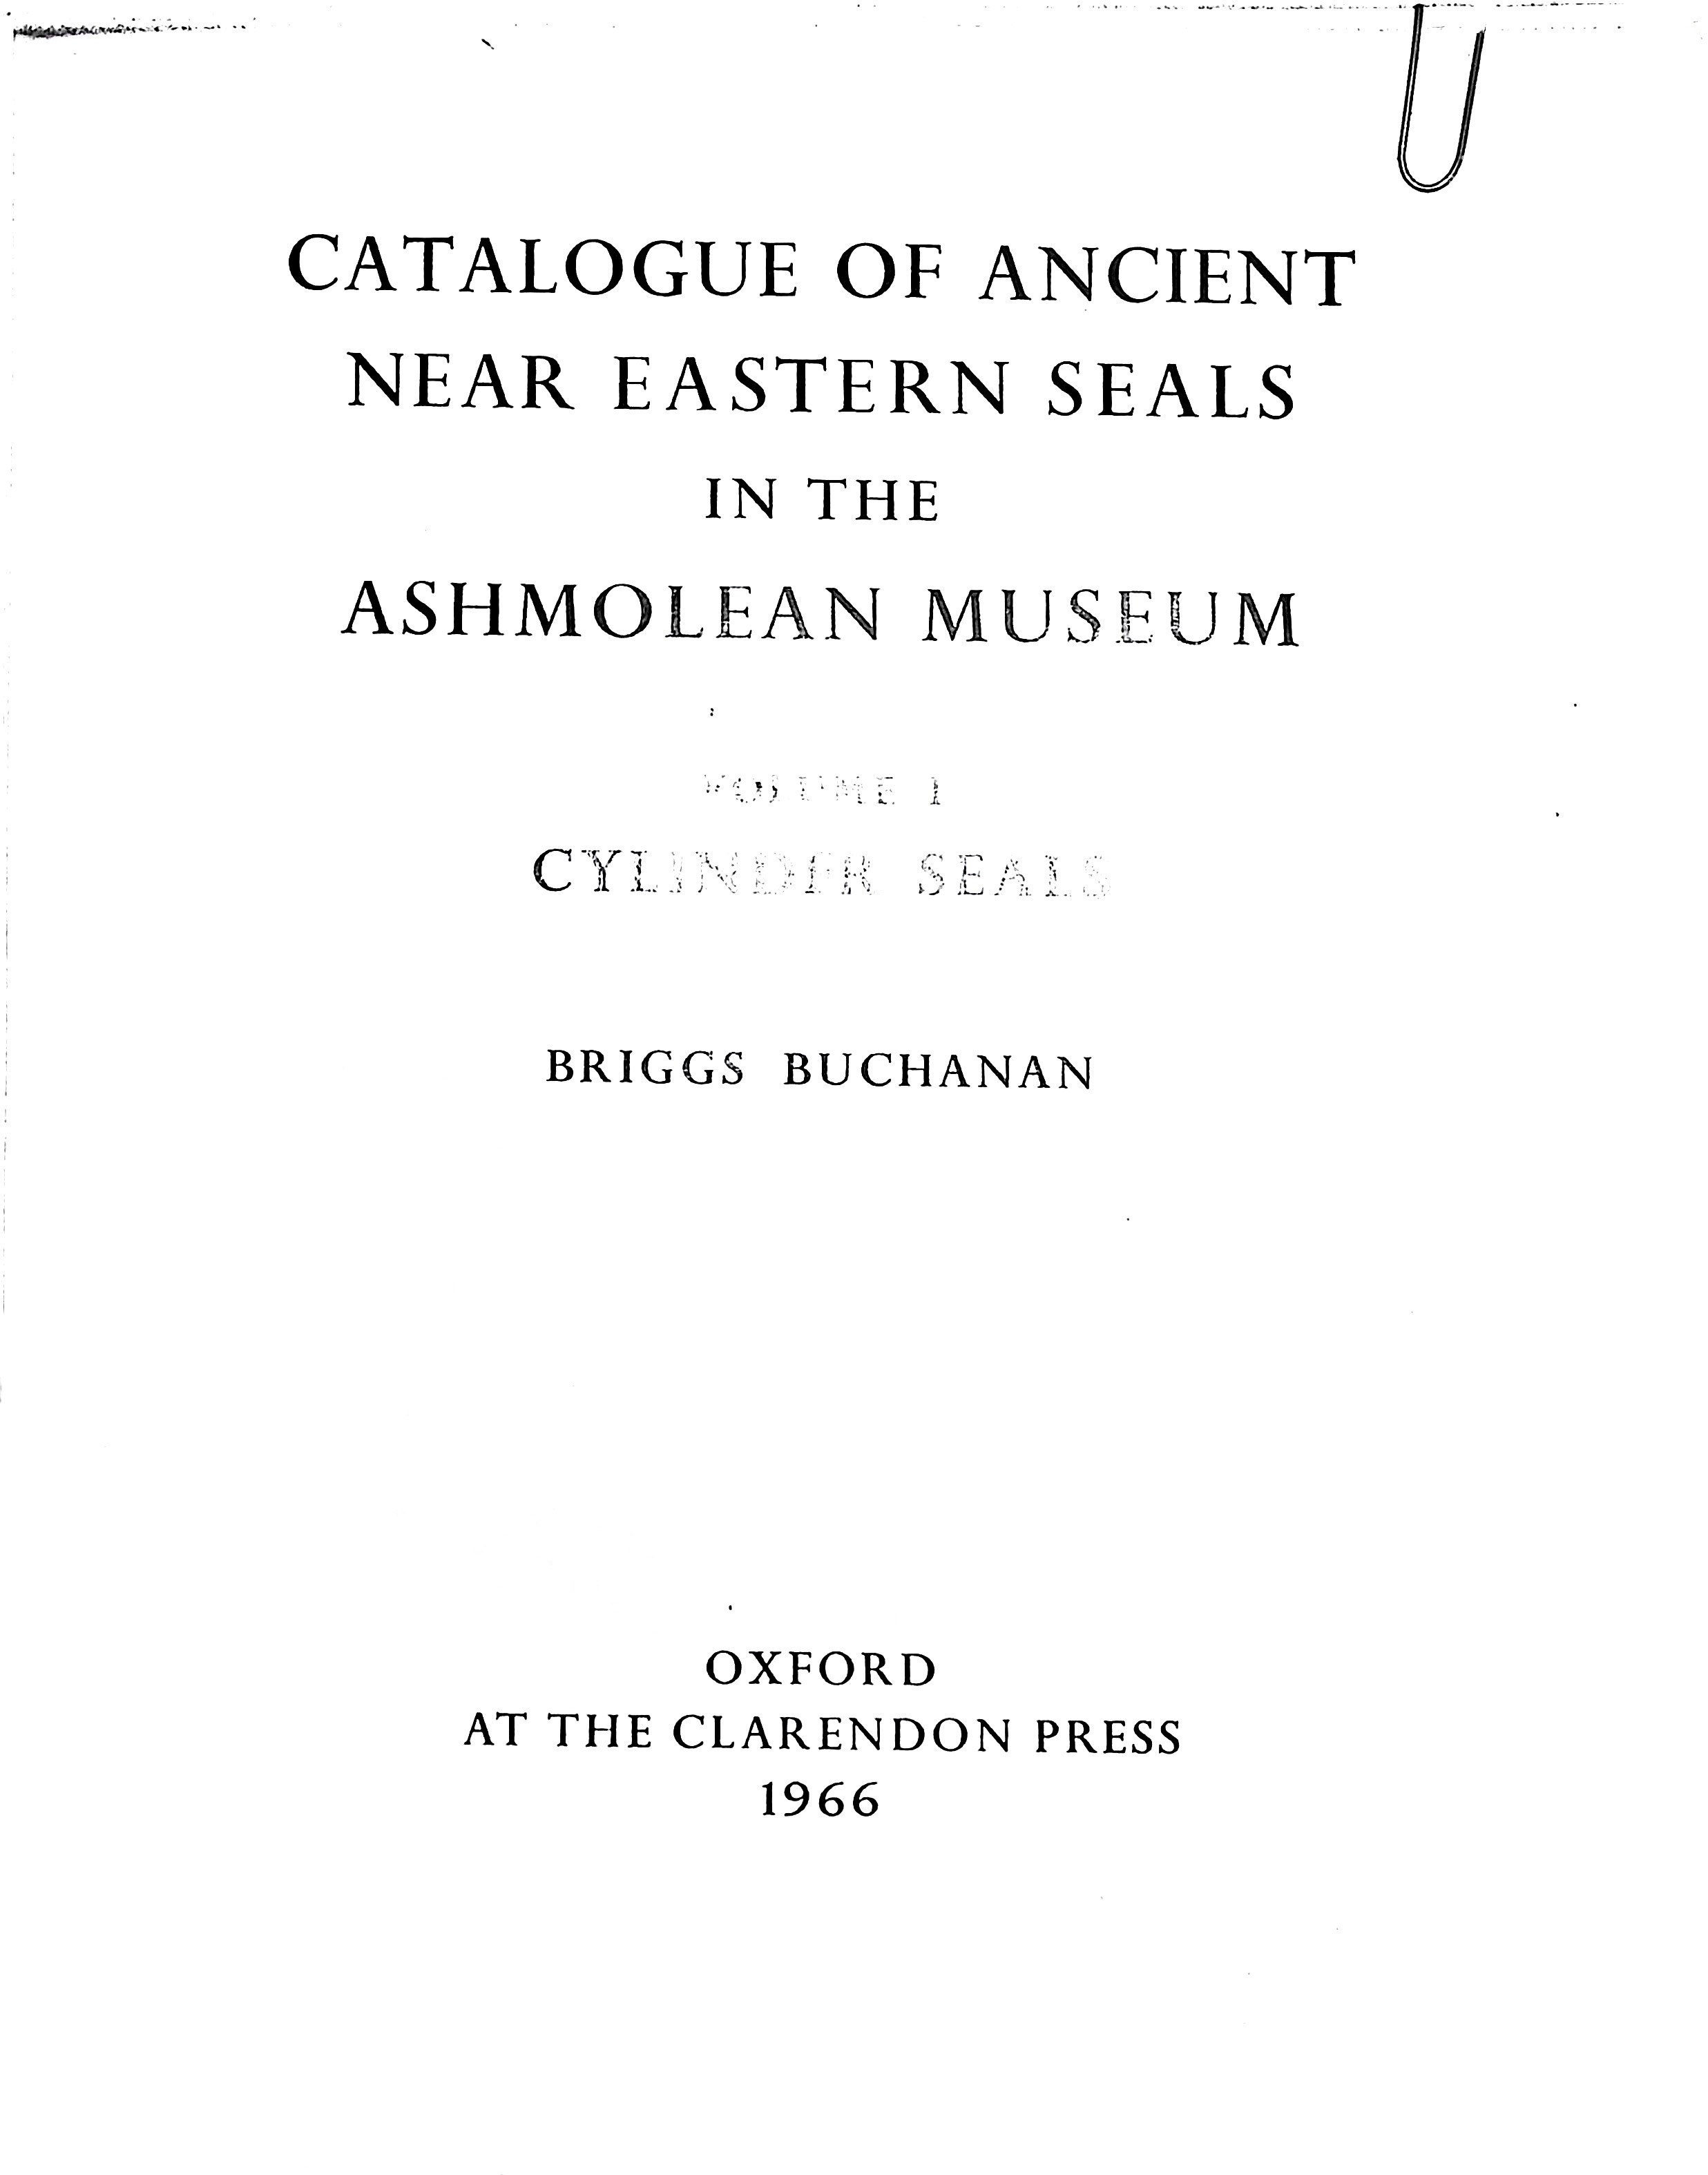 CATALOGUE OF ANCIENT
NEAR EASTERN SEALS
IN THE
ASHMOLEAN MUSEUM
VOLUME I
CYLINDER SEALS
BRIGGS BUCHANAN
OXFORD
AT THE CLARENDON PRESS
1966